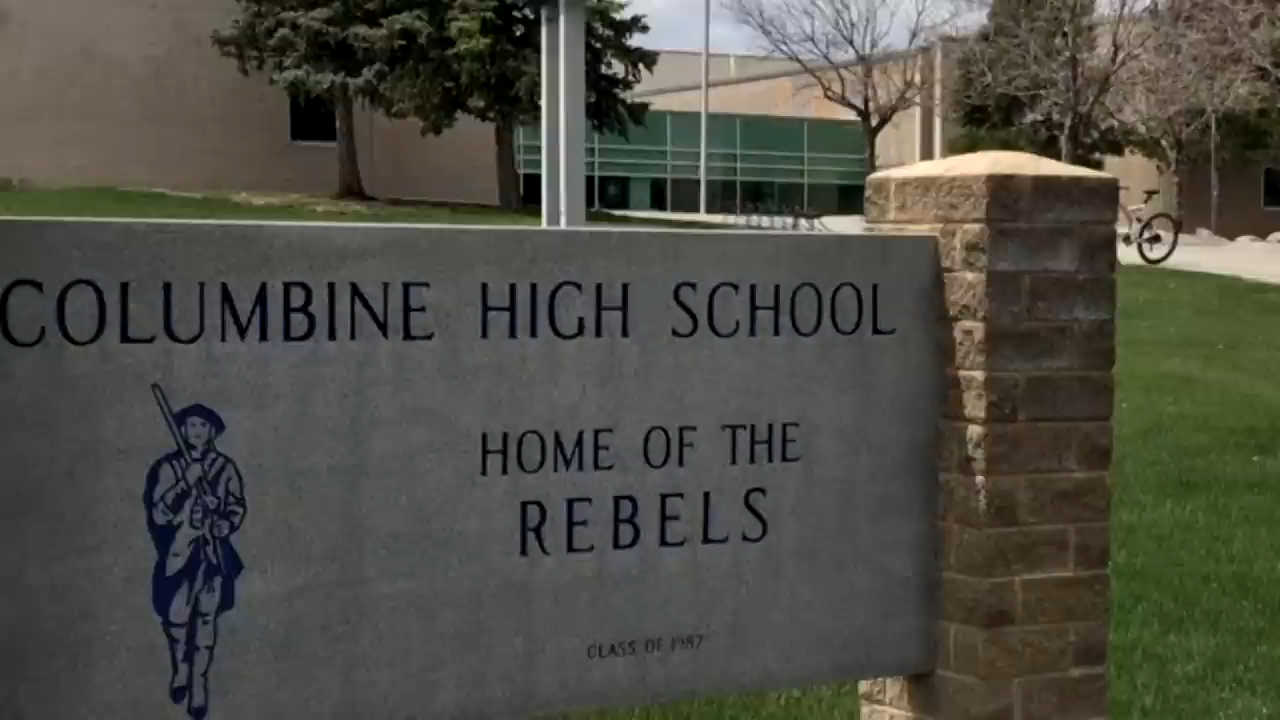 COLUMBINE HIGH SCHOOL
HOME OF THE
REBELS
CLASS OF 1987